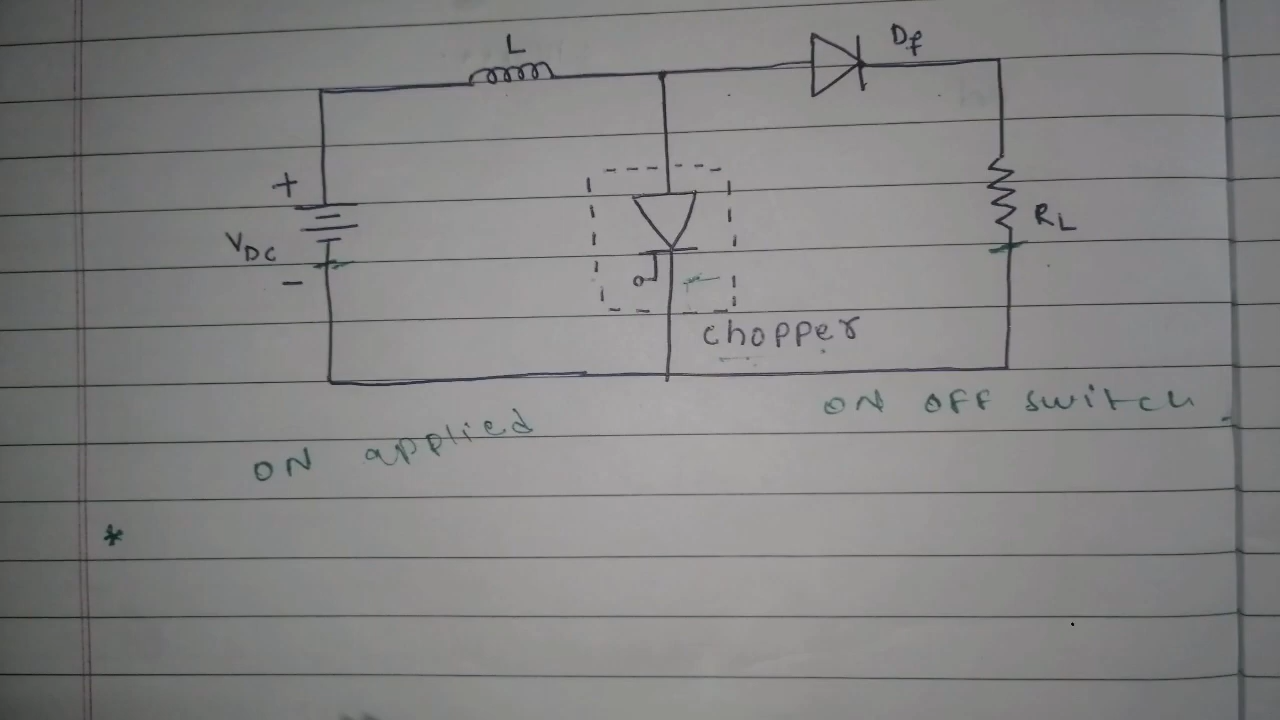 L
Df
+
VDC
-
RL
chopper
ON OFF switch
ON applied
*